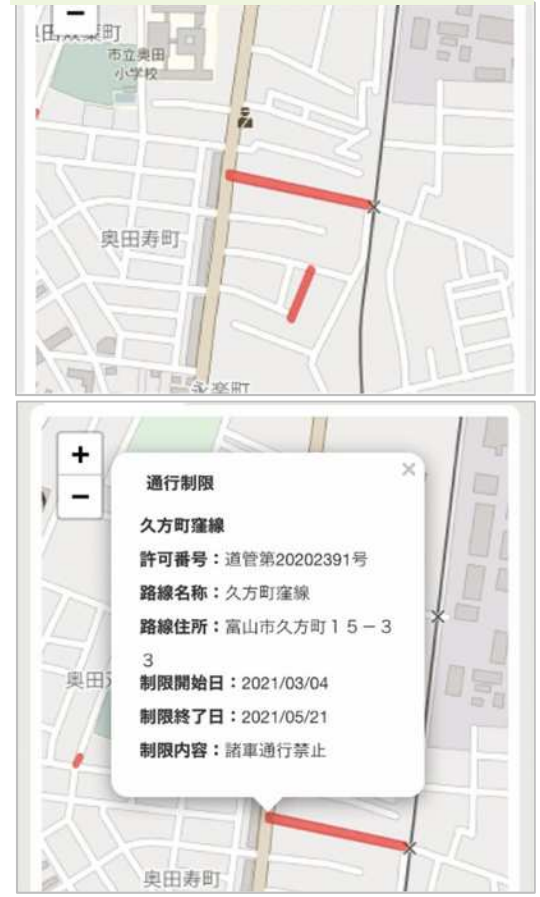 −
市立奥田
小学校
奥田寿町
永楽町
+
−
×
通行制限
久方町窪線
許可番号：道管第20202391号
路線名称：久方町窪線
路線住所：富山市久方町１５－３
３
制限開始日：2021/03/04
制限終了日：2021/05/21
制限内容：諸車通行禁止
奥田
奥田寿町